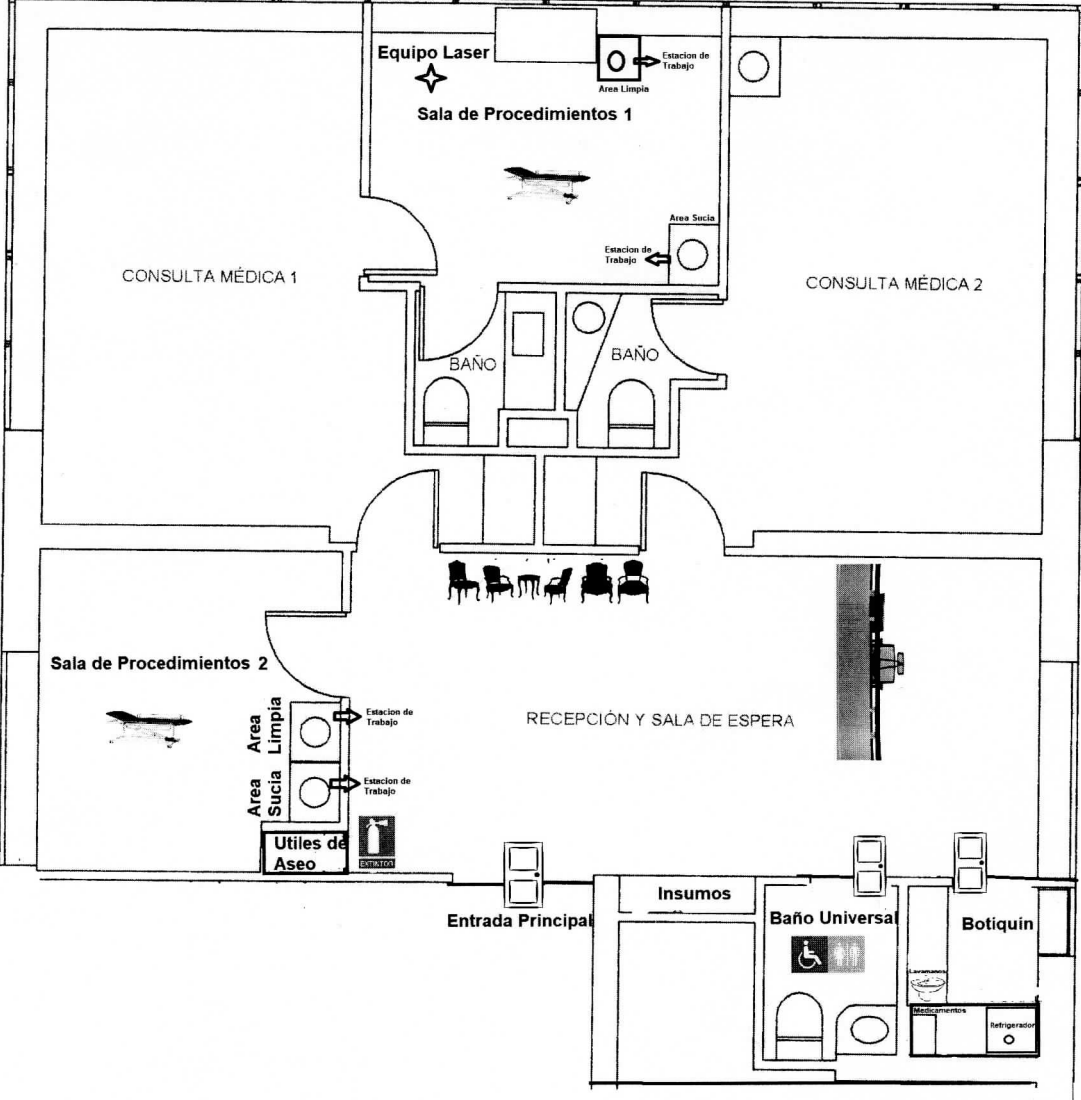 Equipo Laser
Estacion de
Trabajo
Area Limpia
Sala de Procedimientos 1
Area Sucia
Estacion de
Trabajo
CONSULTA MÉDICA 1
CONSULTA MÉDICA 2
BAÑO
BAÑO
Sala de Procedimientos 2
Area
Limpia
Estacion de
Trabajo
RECEPCIÓN Y SALA DE ESPERA
Area
Sucia
Estacion de
Trabajo
Utiles de
Aseo
EXTINTOR
Insumos
Entrada Principal
Baño Universal
Botiquin
Lavamanos
Medicamentos
Refrigerador